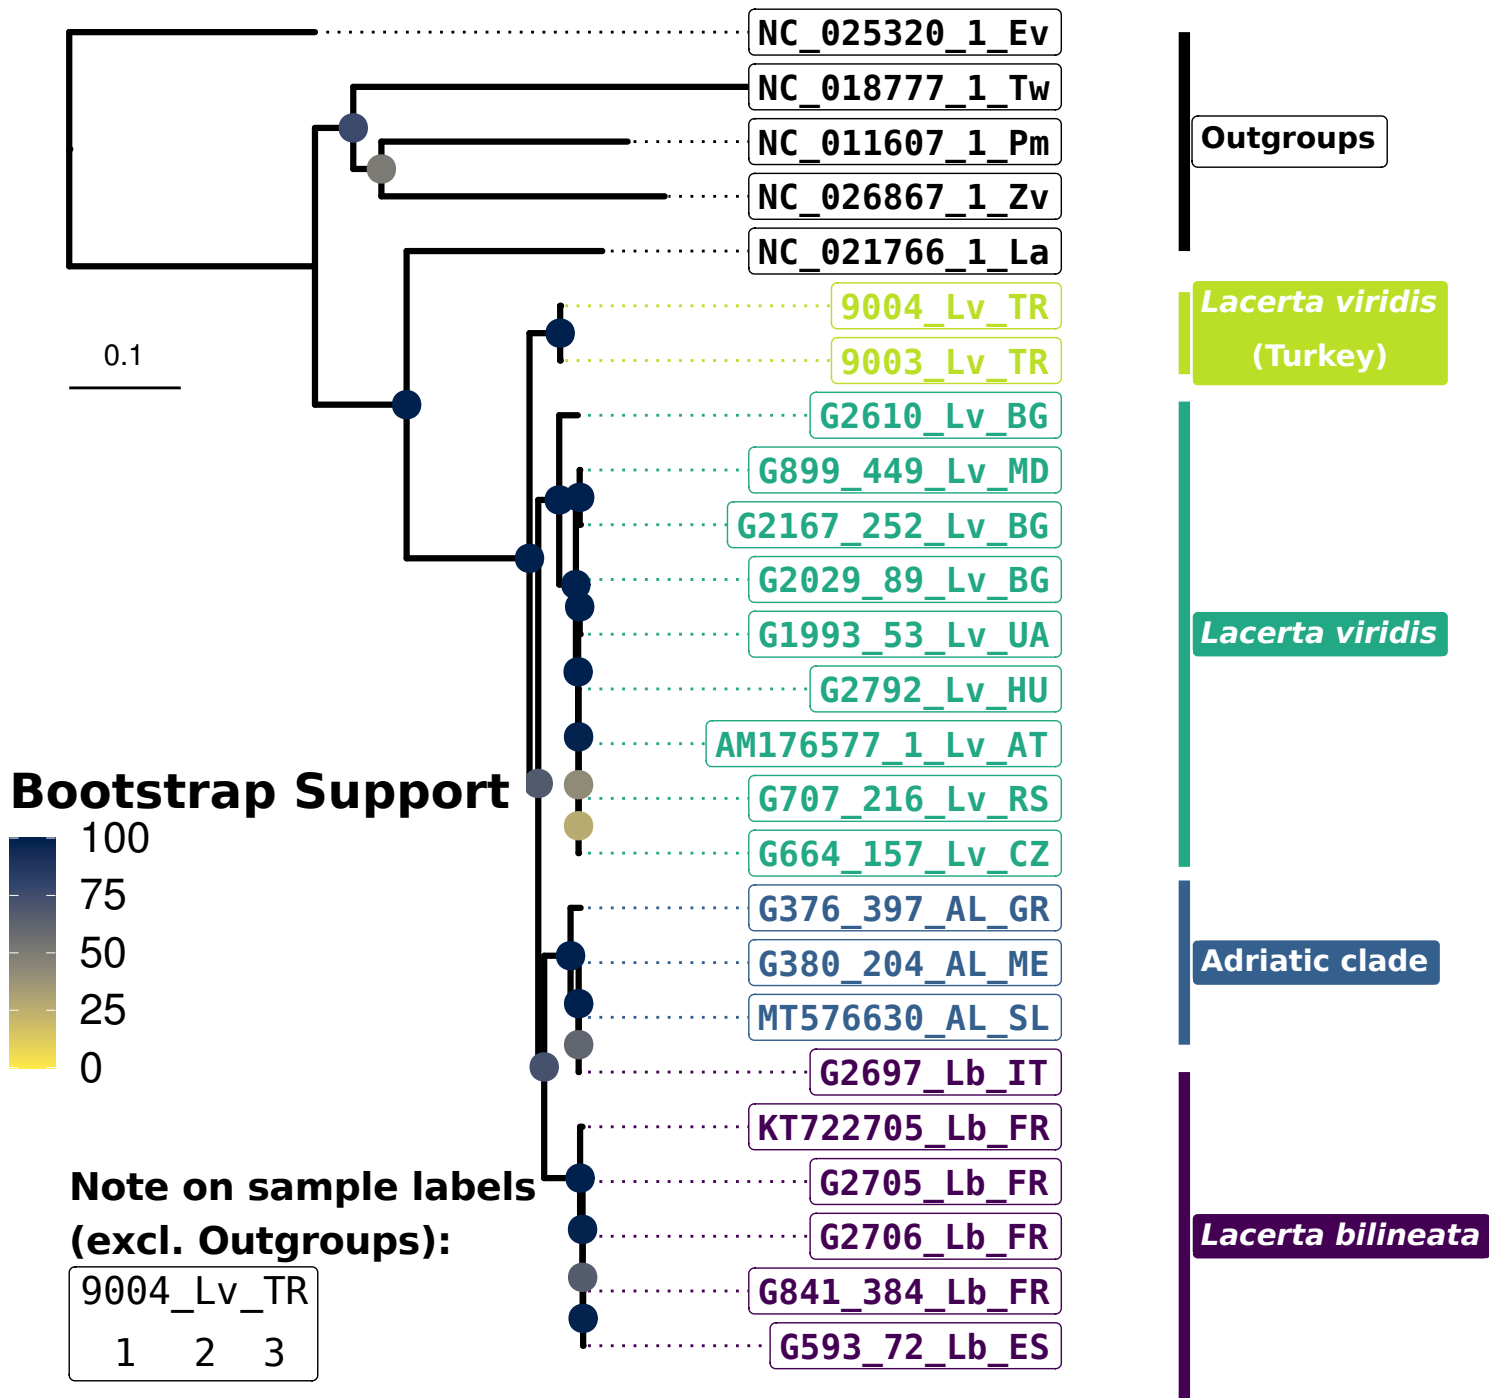 NC_025320_1_Ev
NC_018777_1_Tw
NC_011607_1_Pm
NC_026867_1_Zv
NC_021766_1_La
9004_Lv_TR
9003_Lv_TR
G2610_Lv_BG
G899_449_Lv_MD
G2167_252_Lv_BG
G2029_89_Lv_BG
G1993_53_Lv_UA
G2792_Lv_HU
AM176577_1_Lv_AT
G707_216_Lv_RS
G664_157_Lv_CZ
G376_397_AL_GR
G380_204_AL_ME
MT576630_AL_SL
G2697_Lb_IT
KT722705_Lb_FR
G2705_Lb_FR
G2706_Lb_FR
G841_384_Lb_FR
G593_72_Lb_ES
Outgroups
Lacerta viridis
(Turkey)
Lacerta viridis
Adriatic clade
Lacerta bilineata
0.1
Bootstrap Support
100
75
50
25
0
Note on sample labels
(excl. Outgroups):
9004_Lv_TR
1 2 3